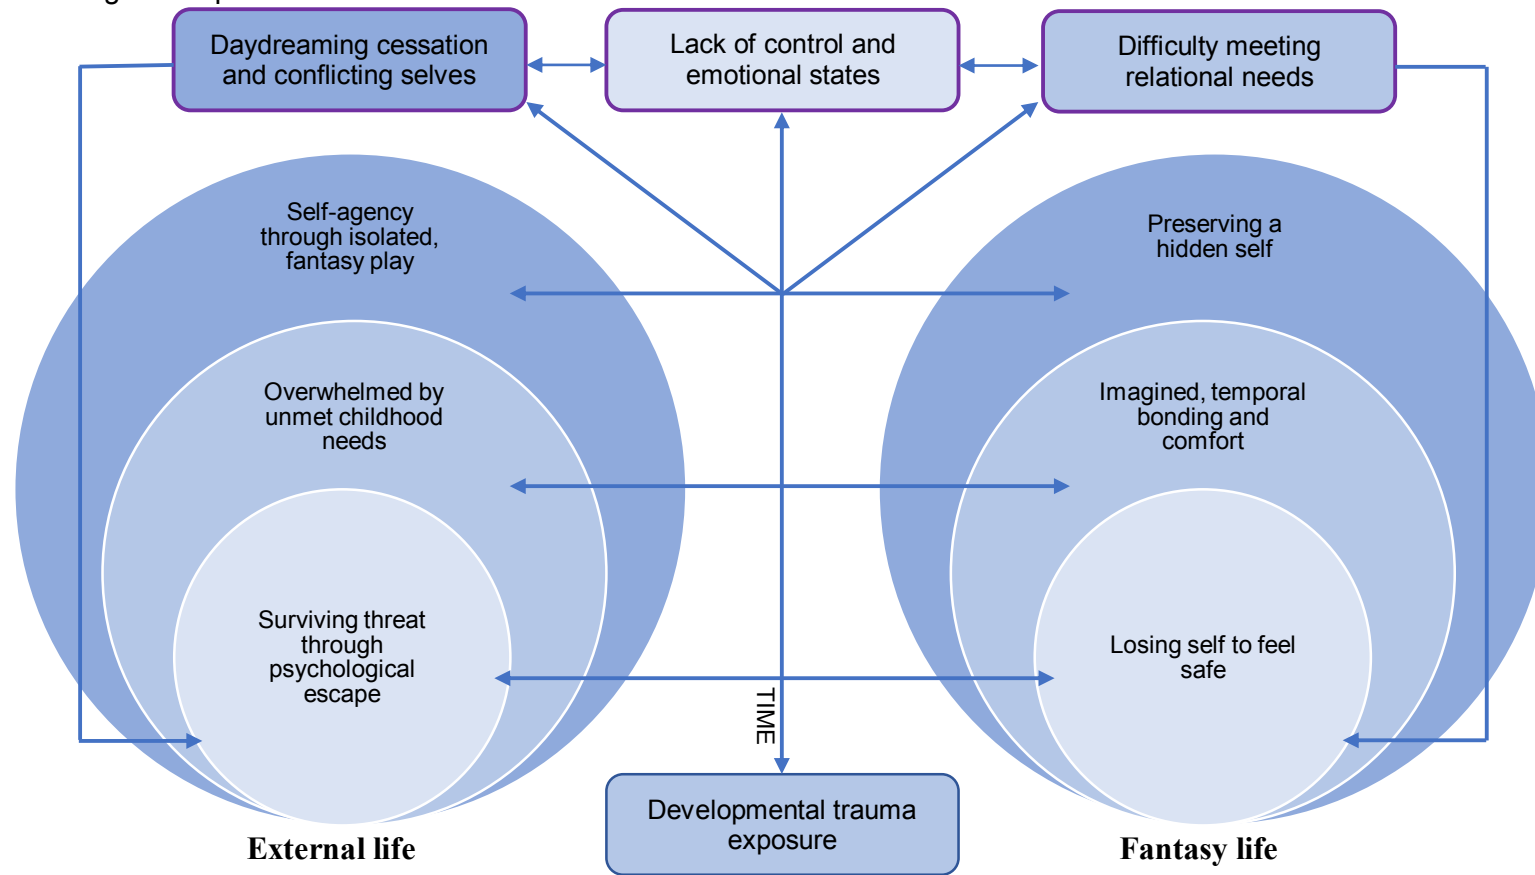 Daydreaming cessation
and conflicting selves
Lack of control and
emotional states
Difficulty meeting
relational needs
Self-agency
through isolated,
fantasy play
Preserving a
hidden self
Overwhelmed by
unmet childhood
needs
Imagined, temporal
bonding and
comfort
Surviving threat
through
psychological
escape
Losing self to feel
safe
TIME
Developmental trauma
exposure
External life
Fantasy life